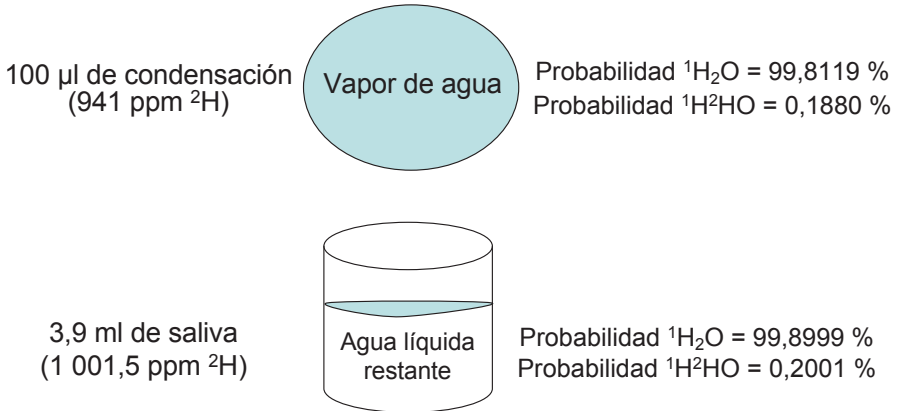 100 µl de condensación
(941 ppm ²H)
Vapor de agua
Probabilidad ¹H₂O = 99,8119 %
Probabilidad ¹H²HO = 0,1880 %
3,9 ml de saliva
(1 001,5 ppm ²H)
Agua líquida
restante
Probabilidad ¹H₂O = 99,8999 %
Probabilidad ¹H²HO = 0,2001 %